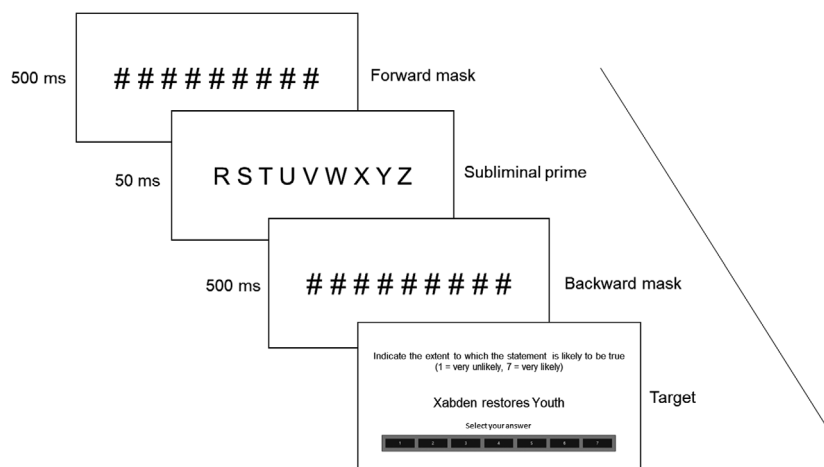 500 ms
# # # # # # # # #
Forward mask
50 ms
R S T U V W X Y Z
Subliminal prime
500 ms
# # # # # # # # #
Backward mask
Indicate the extent to which the statement is likely to be true
(1 = very unlikely, 7 = very likely)
Xabden restores Youth
Target
Select your answer
1 2 3 4 5 6 7